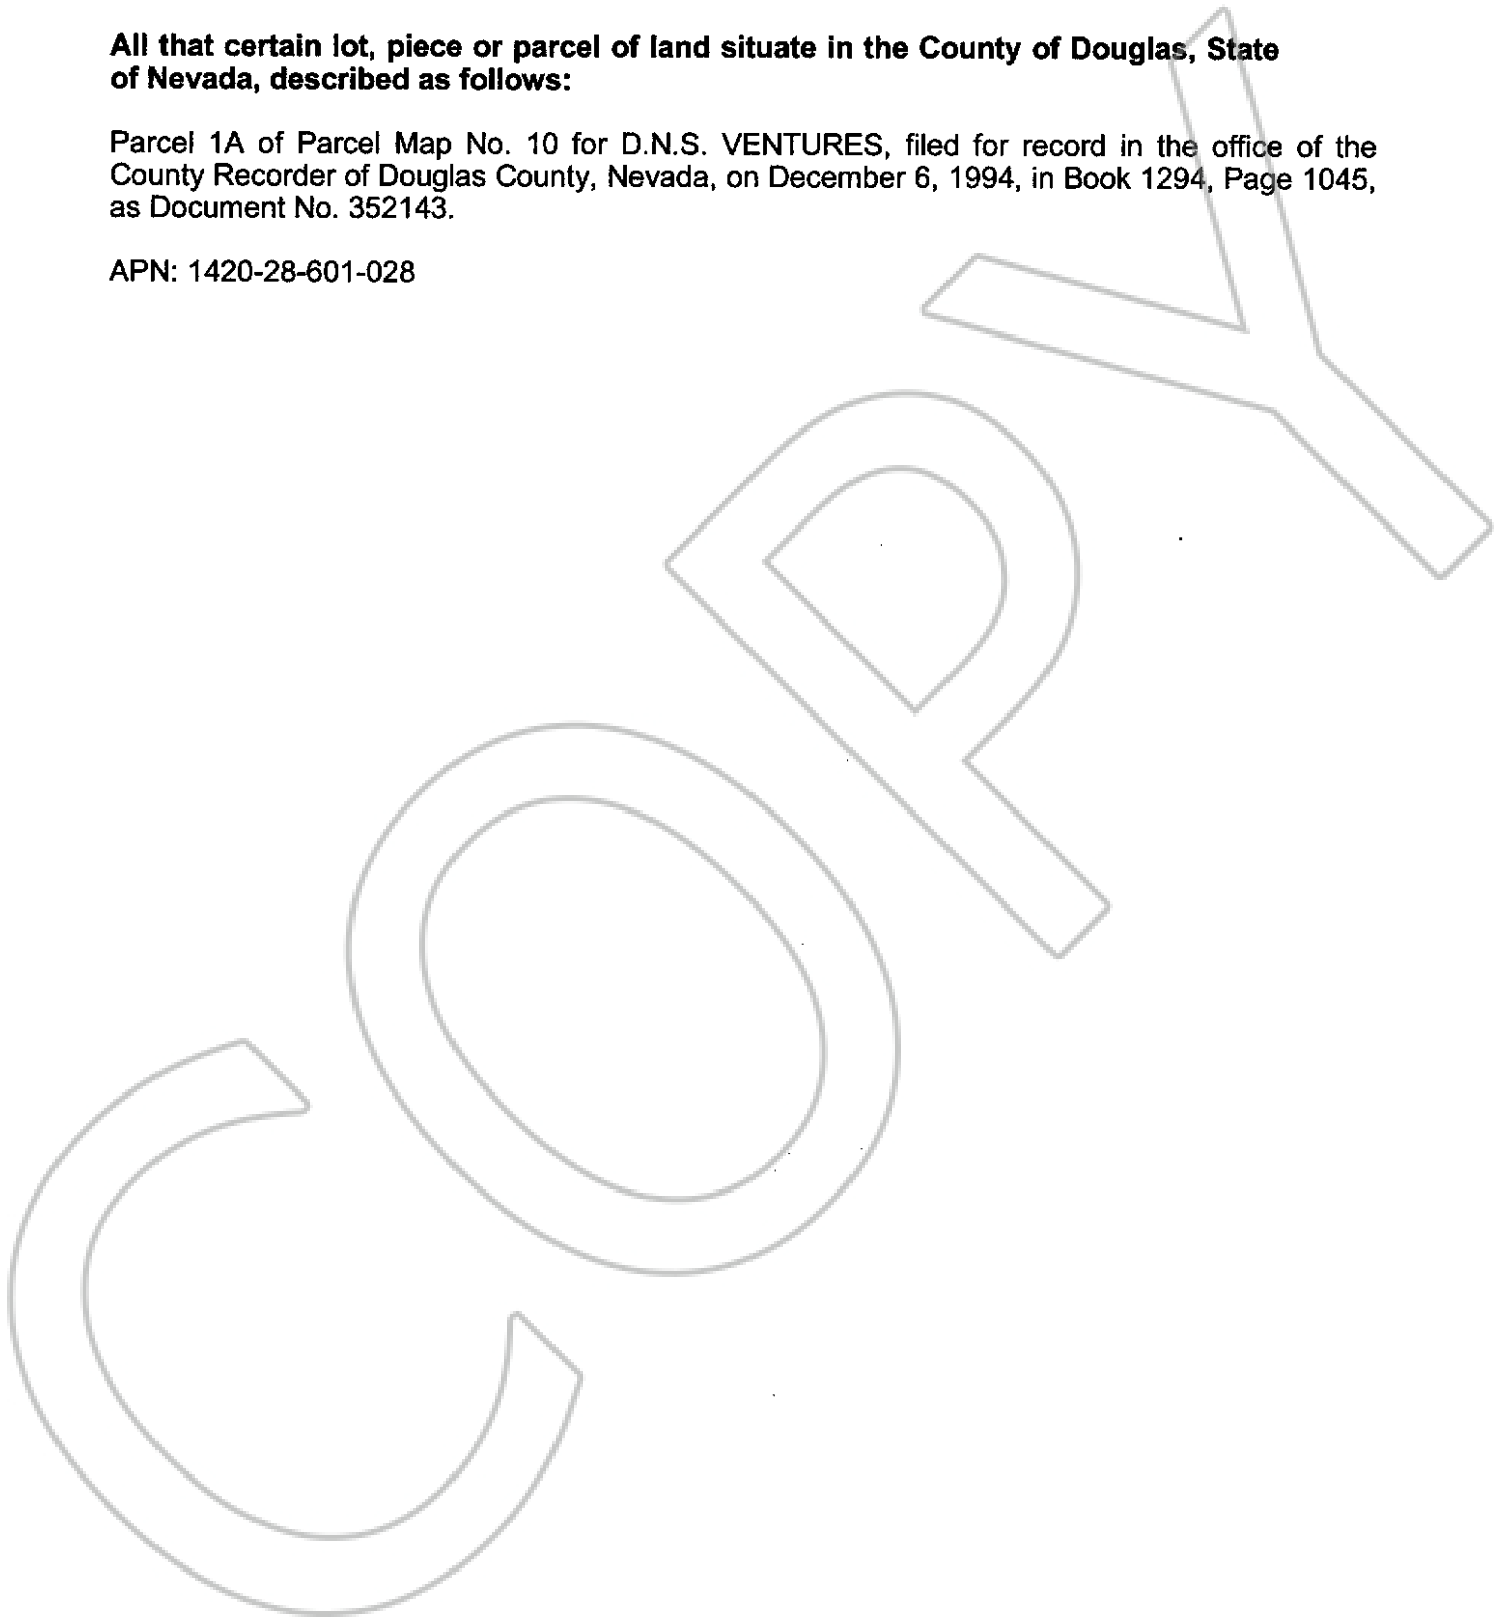 All that certain lot, piece or parcel of land situate in the County of Douglas, State
of Nevada, described as follows:
Parcel 1A of Parcel Map No. 10 for D.N.S. VENTURES, filed for record in the office of the
County Recorder of Douglas County, Nevada, on December 6, 1994, in Book 1294, Page 1045,
as Document No. 352143.
APN: 1420-28-601-028
COPY